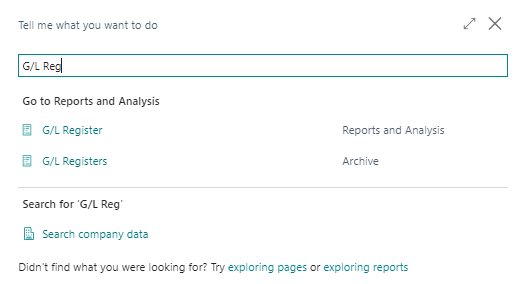 Tell me what you want to do
G/L Reg
Go to Reports and Analysis
G/L Register Reports and Analysis
G/L Registers Archive
Search for 'G/L Reg'
Search company data
Didn't find what you were looking for? Try exploring pages or exploring reports